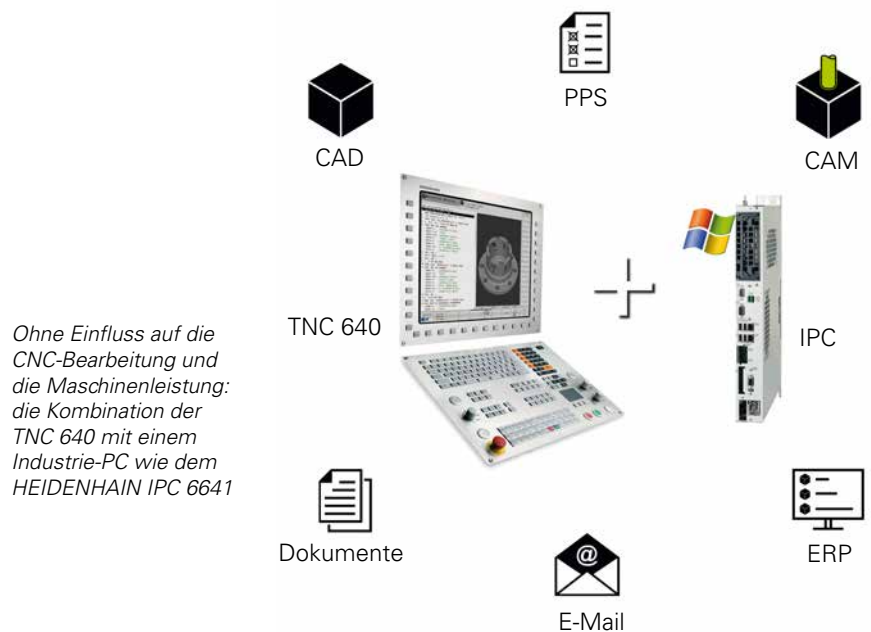 PPS
CAD
CAM
TNC 640
IPC
Ohne Einfluss auf die
CNC-Bearbeitung und
die Maschinenleistung:
die Kombination der
TNC 640 mit einem
Industrie-PC wie dem
HEIDENHAIN IPC 6641
Dokumente
@
E-Mail
ERP